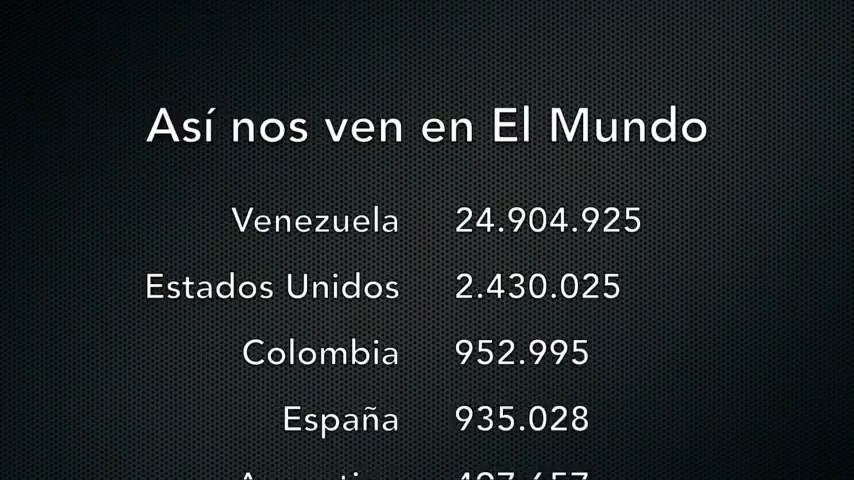 Así nos ven en El Mundo
Venezuela 24.904.925
Estados Unidos 2.430.025
Colombia 952.995
España 935.028